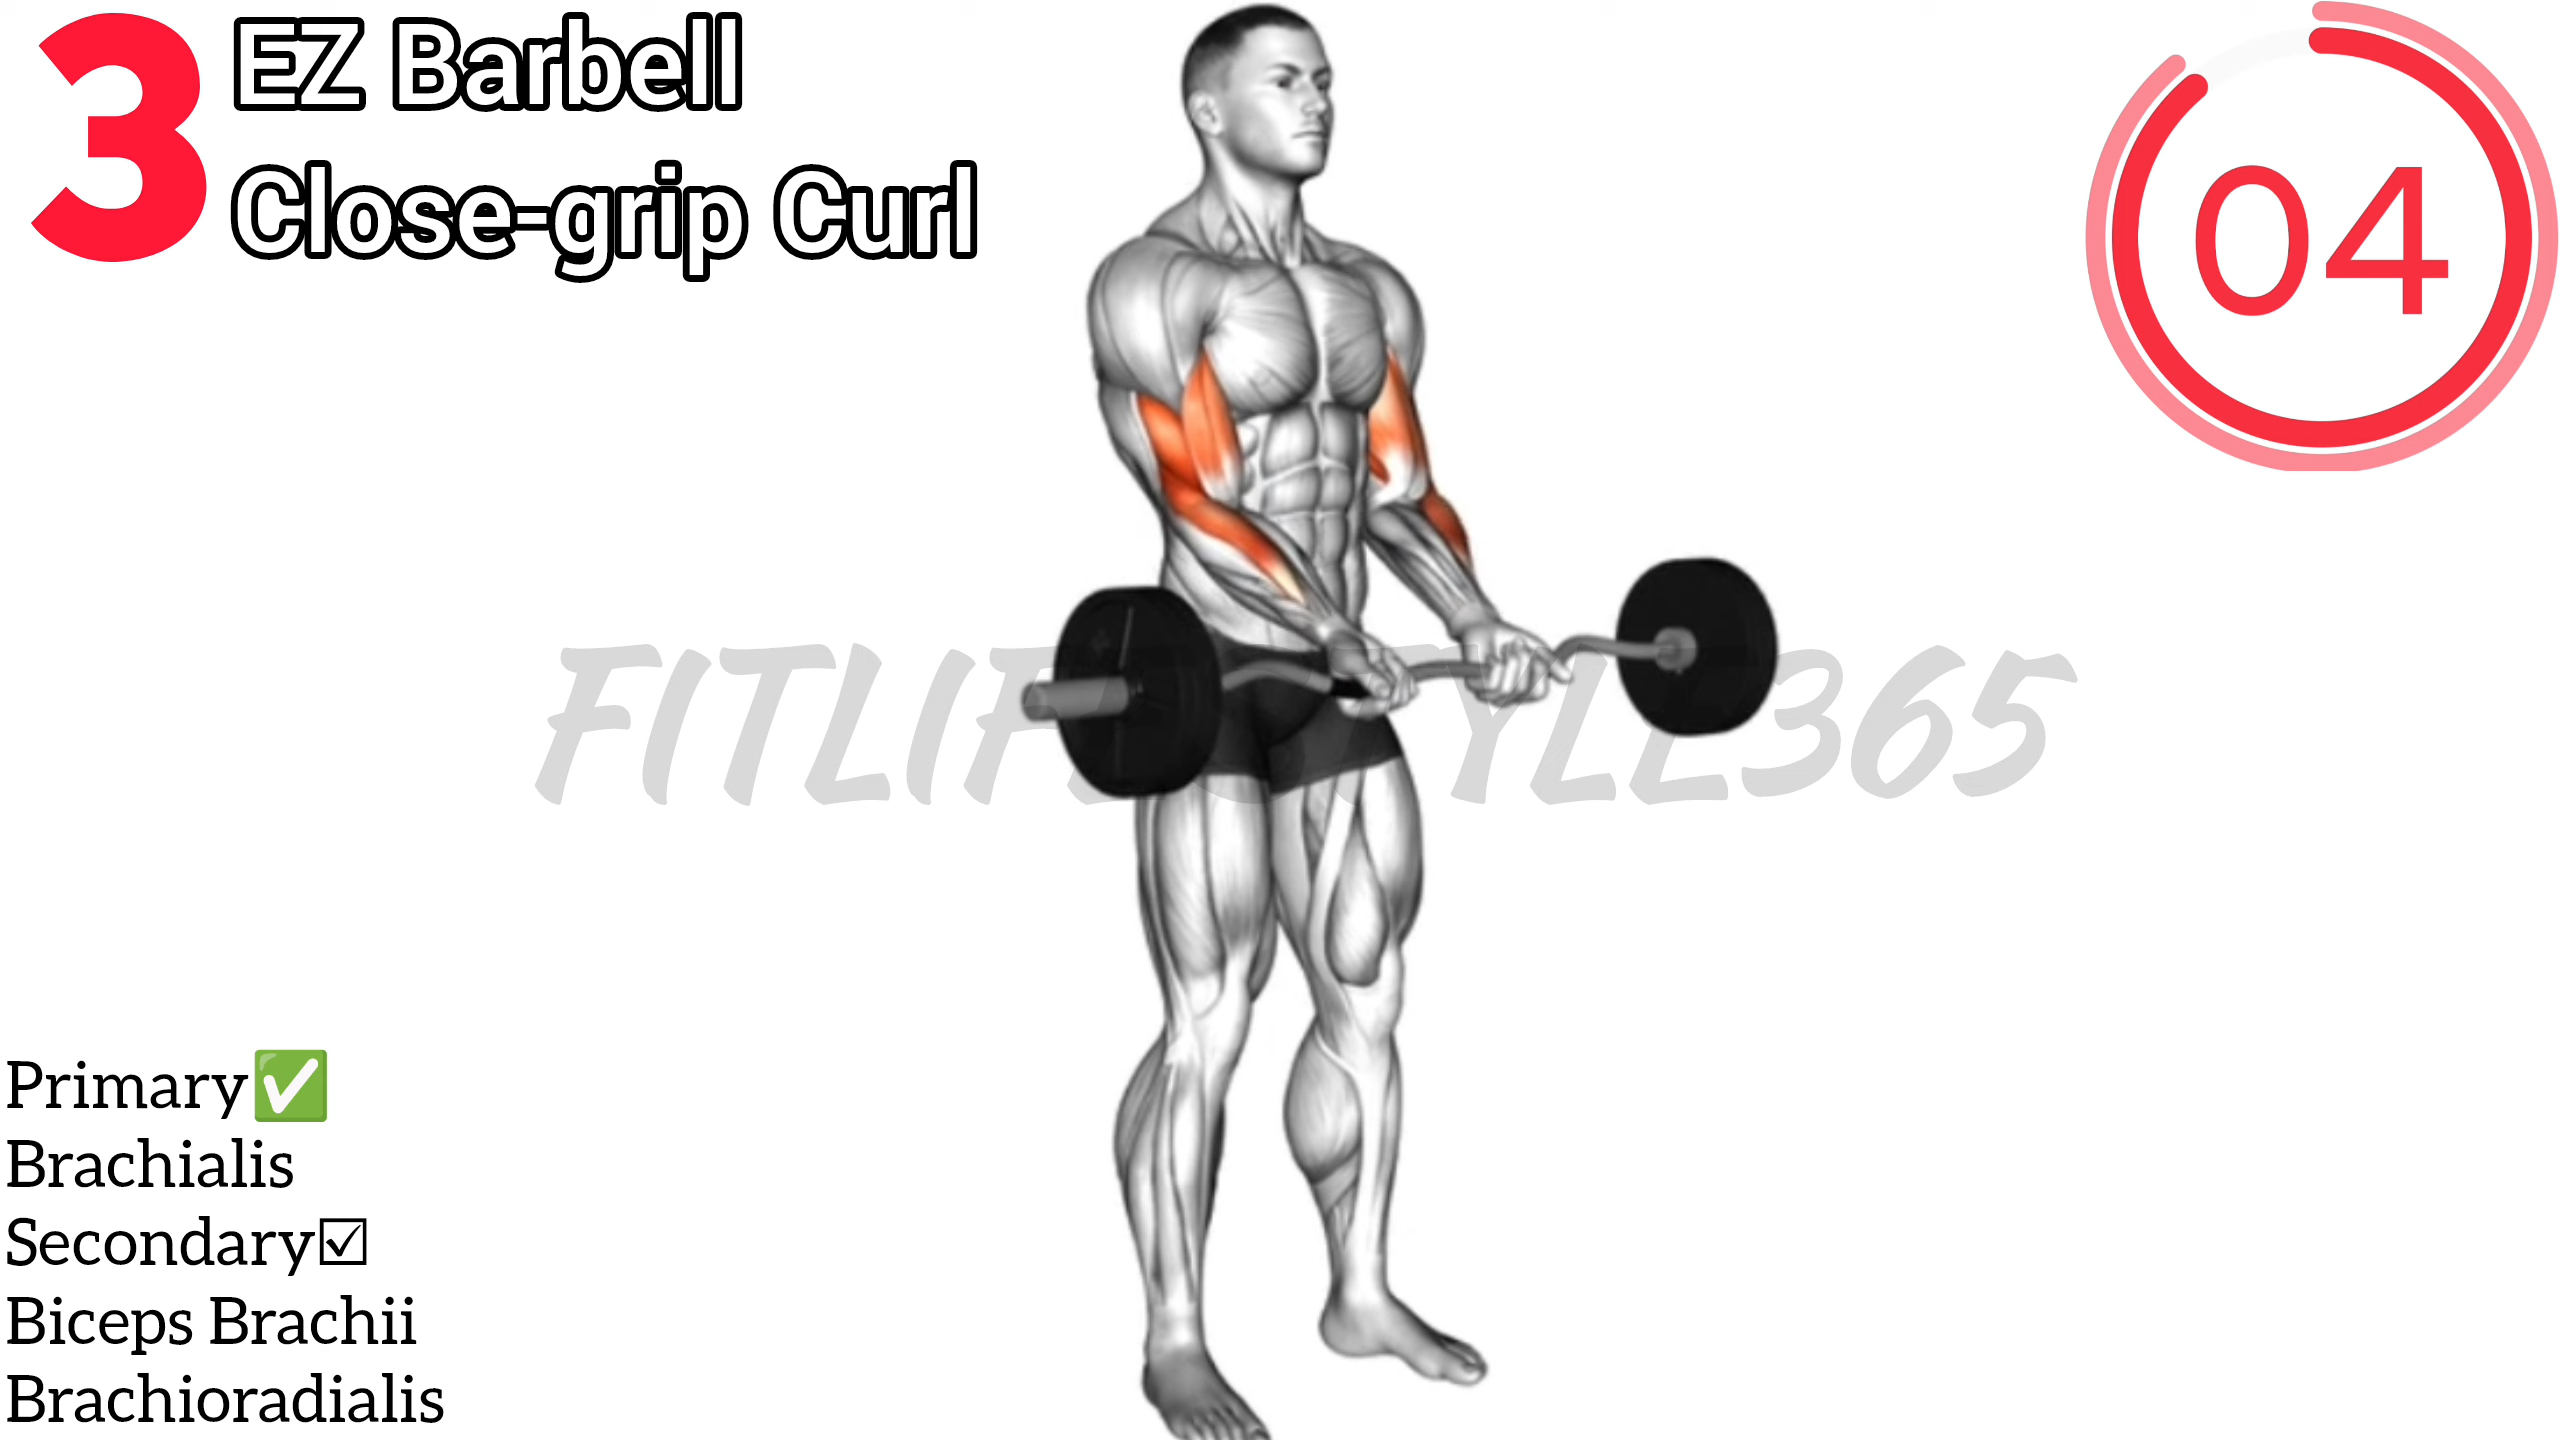 3
EZ Barbell
Close-grip Curl
04
FITLIFESTYLE365
Primary✅
Brachialis
Secondary☑
Biceps Brachii
Brachioradialis